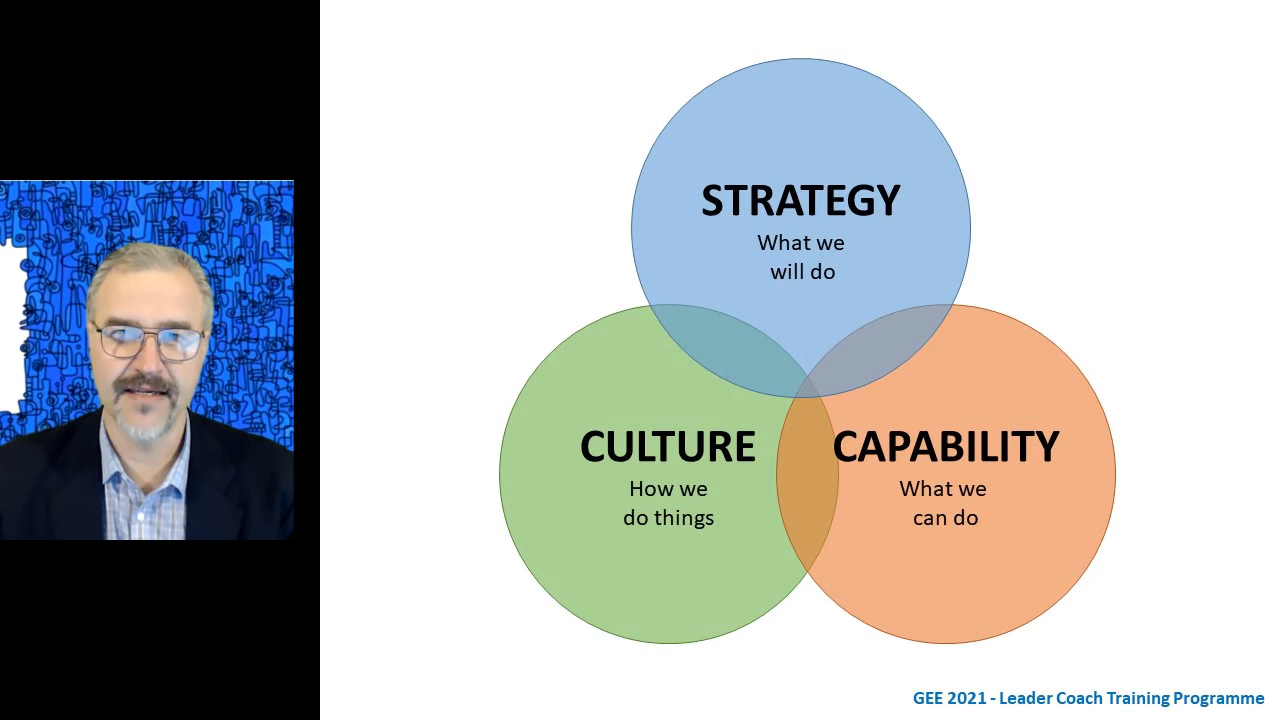 STRATEGY
What we
will do
CULTURE
How we
do things
CAPABILITY
What we
can do
GEE 2021 - Leader Coach Training Programme